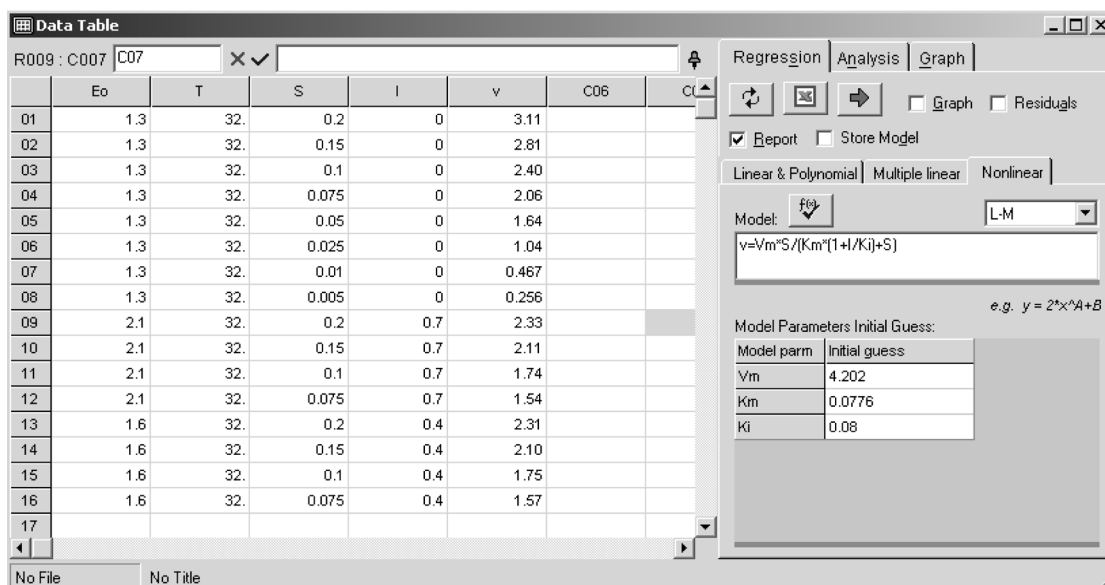 Data Table
R009 : C007 C07
Eo T S I v C06 C0
01 1.3 32. 0.2 0 3.11
02 1.3 32. 0.15 0 2.81
03 1.3 32. 0.1 0 2.40
04 1.3 32. 0.075 0 2.06
05 1.3 32. 0.05 0 1.64
06 1.3 32. 0.025 0 1.04
07 1.3 32. 0.01 0 0.467
08 1.3 32. 0.005 0 0.256
09 2.1 32. 0.2 0.7 2.33
10 2.1 32. 0.15 0.7 2.11
11 2.1 32. 0.1 0.7 1.74
12 2.1 32. 0.075 0.7 1.54
13 1.6 32. 0.2 0.4 2.31
14 1.6 32. 0.15 0.4 2.10
15 1.6 32. 0.1 0.4 1.75
16 1.6 32. 0.075 0.4 1.57
17
No File No Title
Regression Analysis Graph
Graph Residuals
Report Store Model
Linear & Polynomial Multiple linear Nonlinear
Model: f(x) L-M
v=Vm*S/(Km*(1+I/Ki)+S)
e.g. y = 2*x^A+B
Model Parameters Initial Guess:
Model parm Initial guess
Vm 4.202
Km 0.0776
Ki 0.08